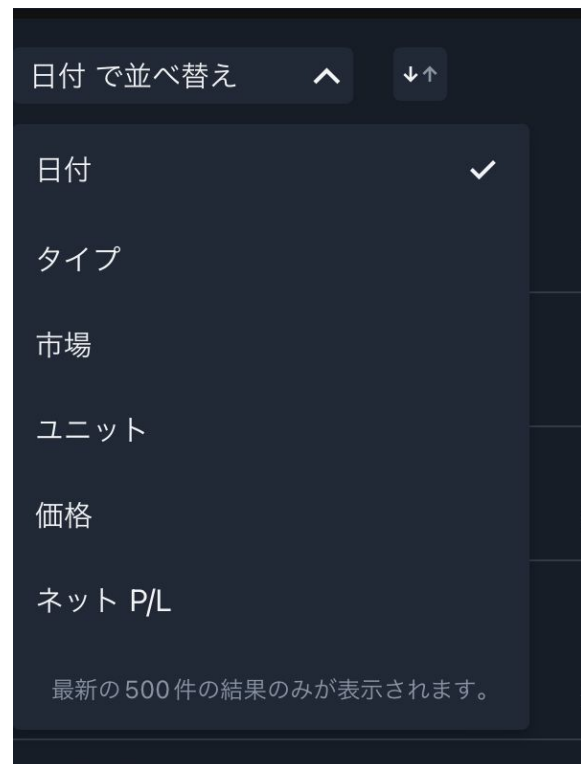 日付 で並べ替え
日付
タイプ
市場
ユニット
価格
ネット P/L
最新の500件の結果のみが表示されます。